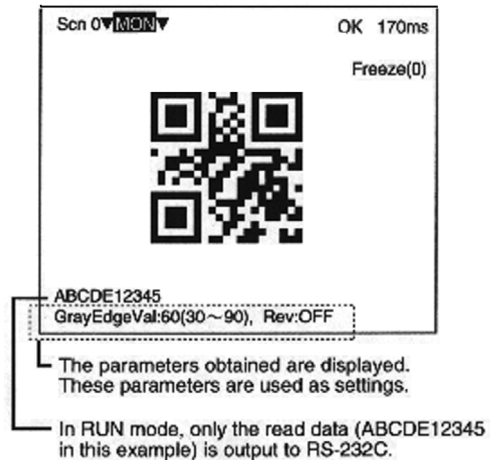 Scn 0▼MON▼
OK 170ms
Freeze(0)
ABCDE12345
GrayEdgeVal:60(30～90), Rev:OFF
The parameters obtained are displayed.
These parameters are used as settings.
In RUN mode, only the read data (ABCDE12345
in this example) is output to RS-232C.